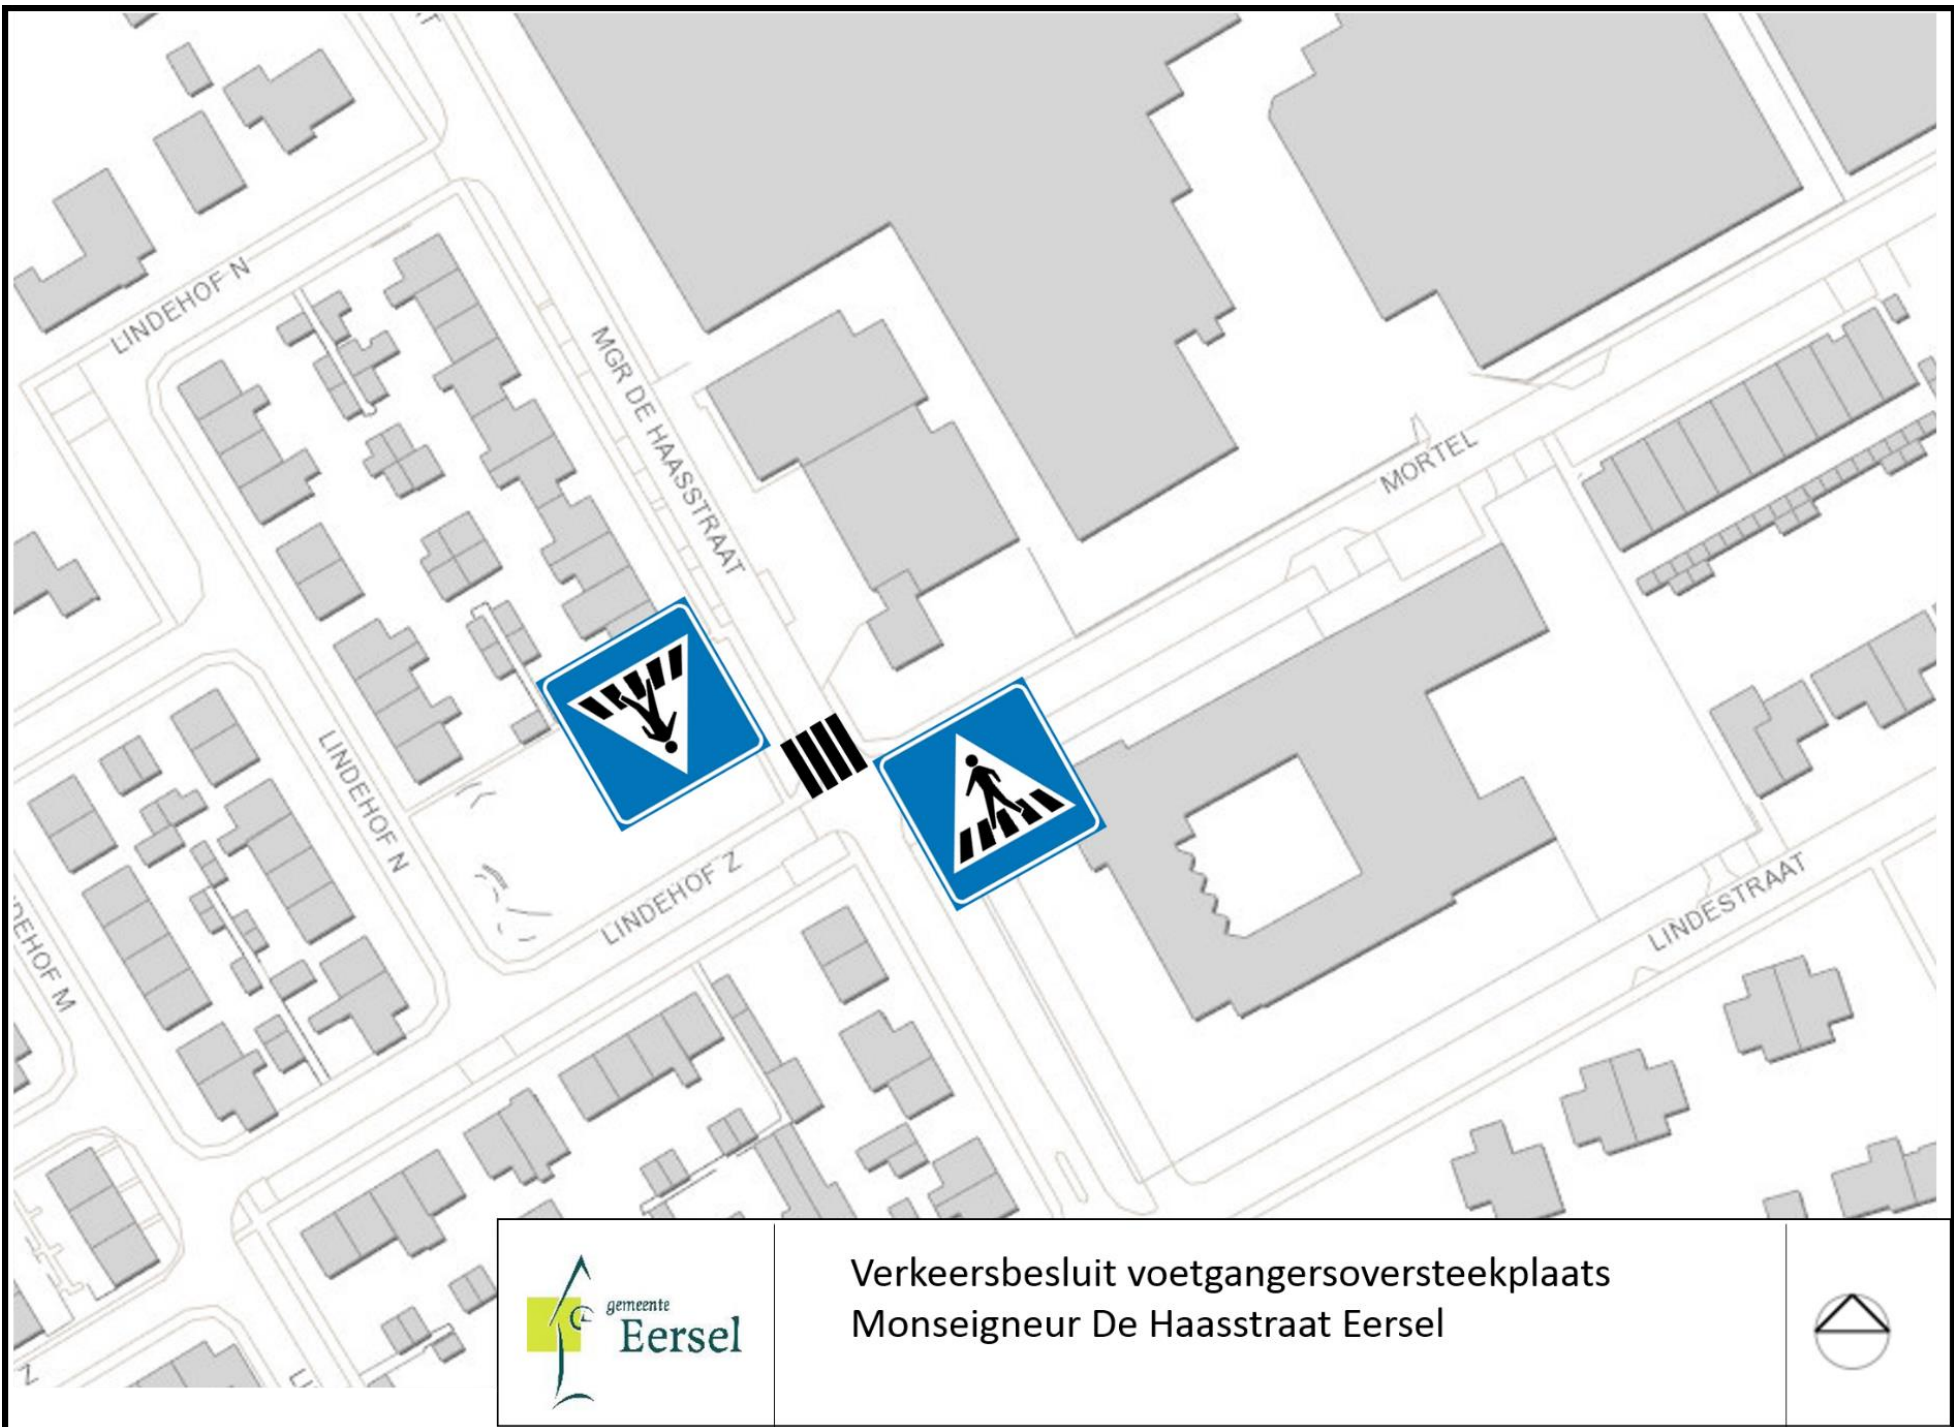 LINDEHOF N
MGR DE HAASSTRAAT
MORTEL
LINDEHOF N
LINDEHOF Z
LINDESTRAAT
gemeente
Eersel
Verkeersbesluit voetgangersoversteekplaats
Monseigneur De Haasstraat Eersel